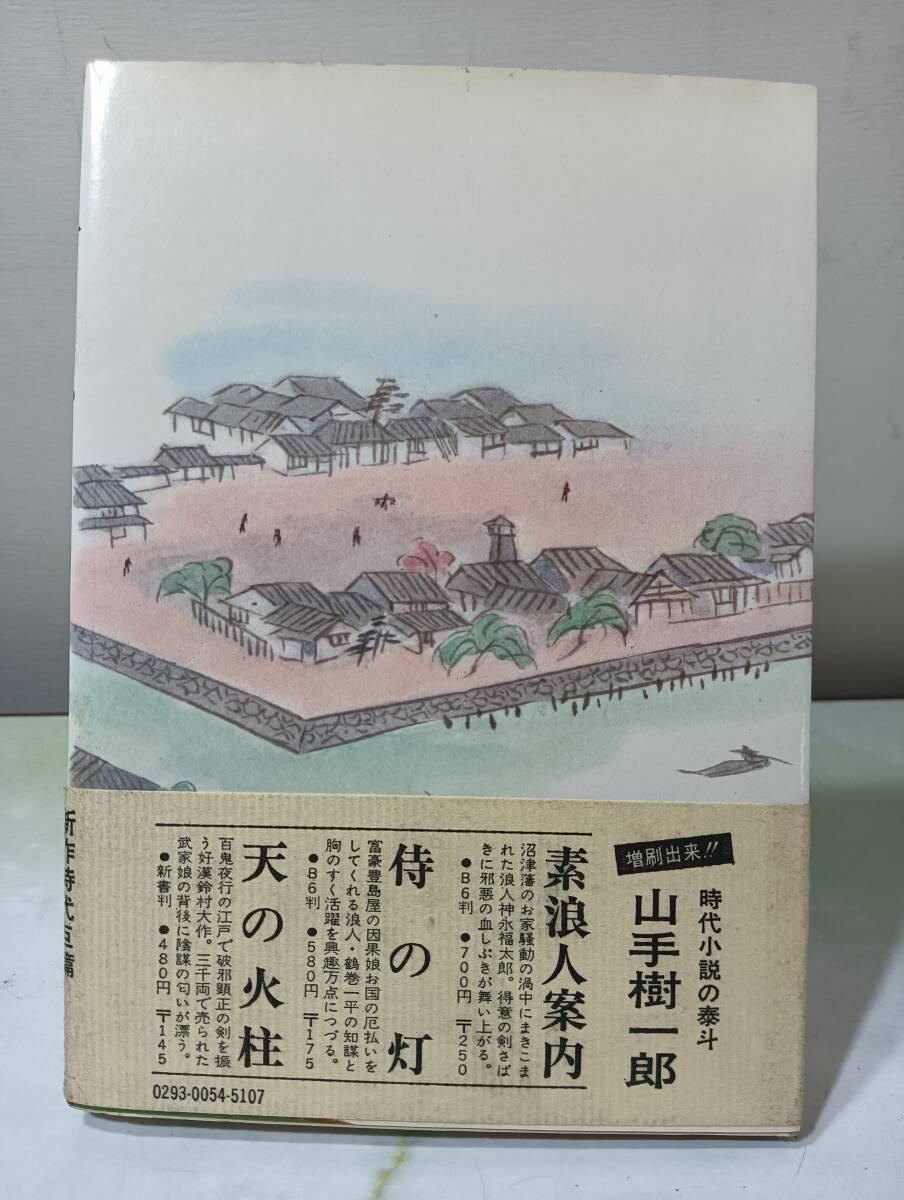 時代小説の泰斗
増刷出来!!
山手樹一郎
素浪人案内
沼津藩のお家騒動の渦中にまきこま
れた浪人神永福太郎。得意の剣さば
きに邪悪の血しぶきが舞い上がる。
●B6判 ●700円 〒250
侍の灯
富豪豊島屋の因果娘お国の厄払いを
してくれる浪人・鶴巻一平の知謀と
胸のすく活躍を興趣万点につづる。
●B6判 ●580円 〒175
天の火柱
百鬼夜行の江戸で破邪顕正の剣を振
う好漢鈴村大作。三千両で売られた
武家娘の背後に陰謀の匂いが漂う。
●新書判 ●480円 〒145
0293-0054-5107
新作時代巨篇